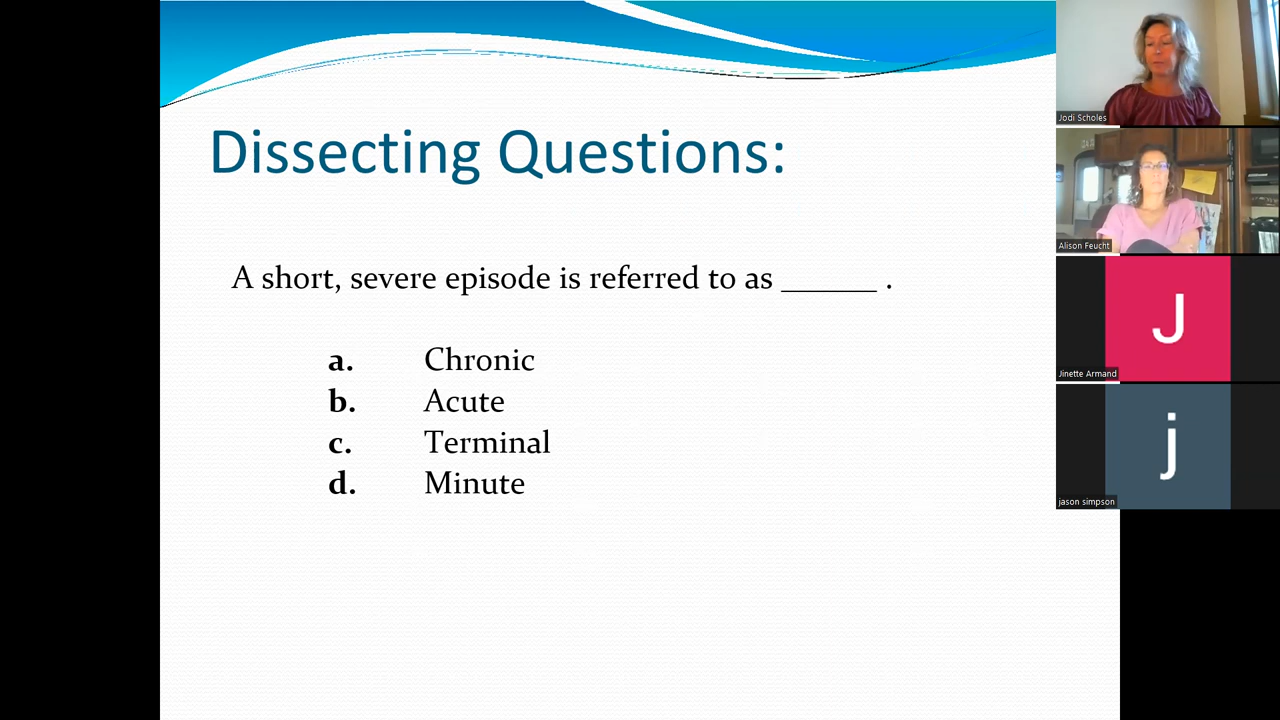 Dissecting Questions:
A short, severe episode is referred to as ______ .
a. Chronic
b. Acute
c. Terminal
d. Minute
Jodi Scholes
Alison Feucht
J
Jinette Armand
j
jason simpson